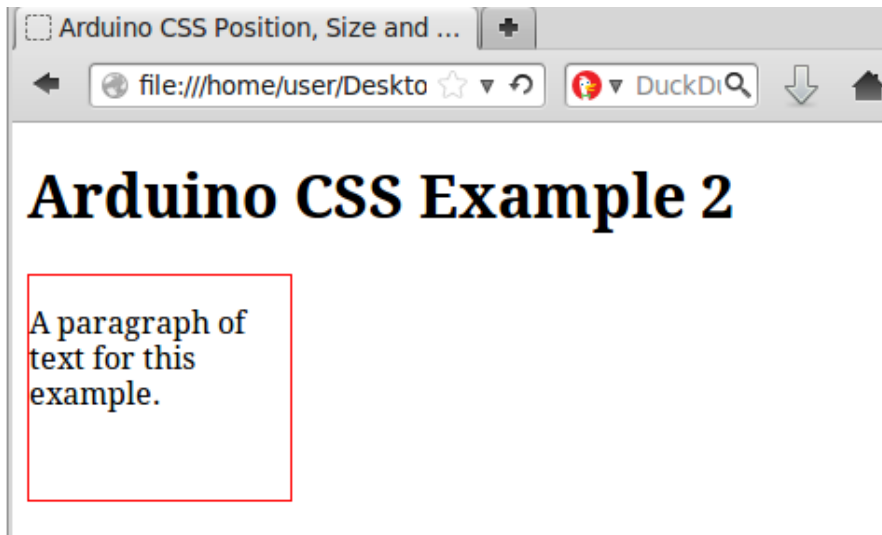 Arduino CSS Position, Size and ...
file:///home/user/Deskto
DuckDu
Arduino CSS Example 2
A paragraph of
text for this
example.